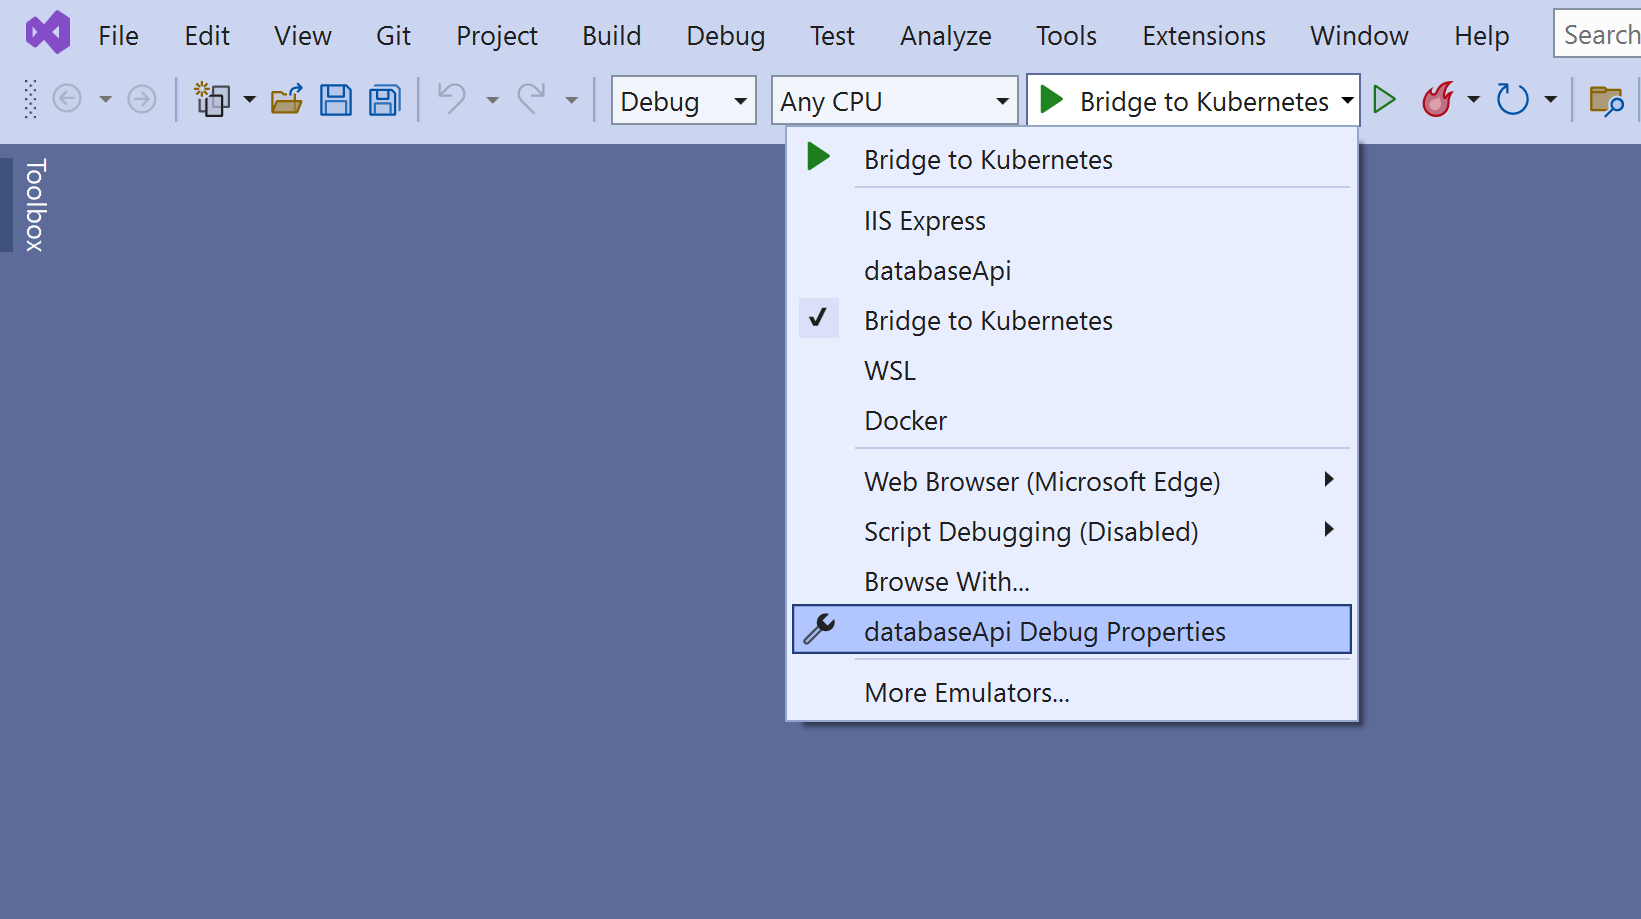 File Edit View Git Project Build Debug Test Analyze Tools Extensions Window Help Search
Debug Any CPU Bridge to Kubernetes
Toolbox
Bridge to Kubernetes
IIS Express
databaseApi
Bridge to Kubernetes
WSL
Docker
Web Browser (Microsoft Edge)
Script Debugging (Disabled)
Browse With...
databaseApi Debug Properties
More Emulators...